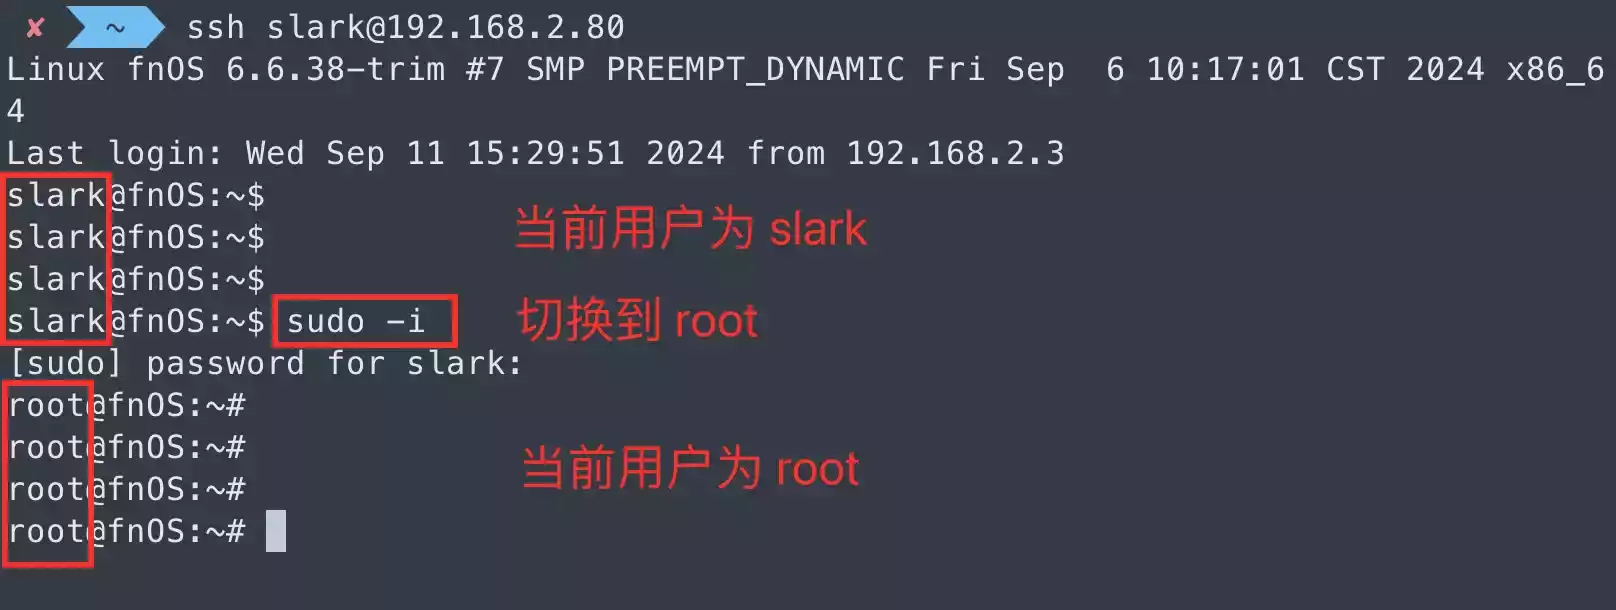 ✘ ~ ssh slark@192.168.2.80
Linux fnOS 6.6.38-trim #7 SMP PREEMPT_DYNAMIC Fri Sep  6 10:17:01 CST 2024 x86_6
4
Last login: Wed Sep 11 15:29:51 2024 from 192.168.2.3
slark@fnOS:~$
slark@fnOS:~$
当前用户为 slark
slark@fnOS:~$
slark@fnOS:~$ sudo -i
切换到 root
[sudo] password for slark:
root@fnOS:~#
root@fnOS:~#
当前用户为 root
root@fnOS:~#
root@fnOS:~#